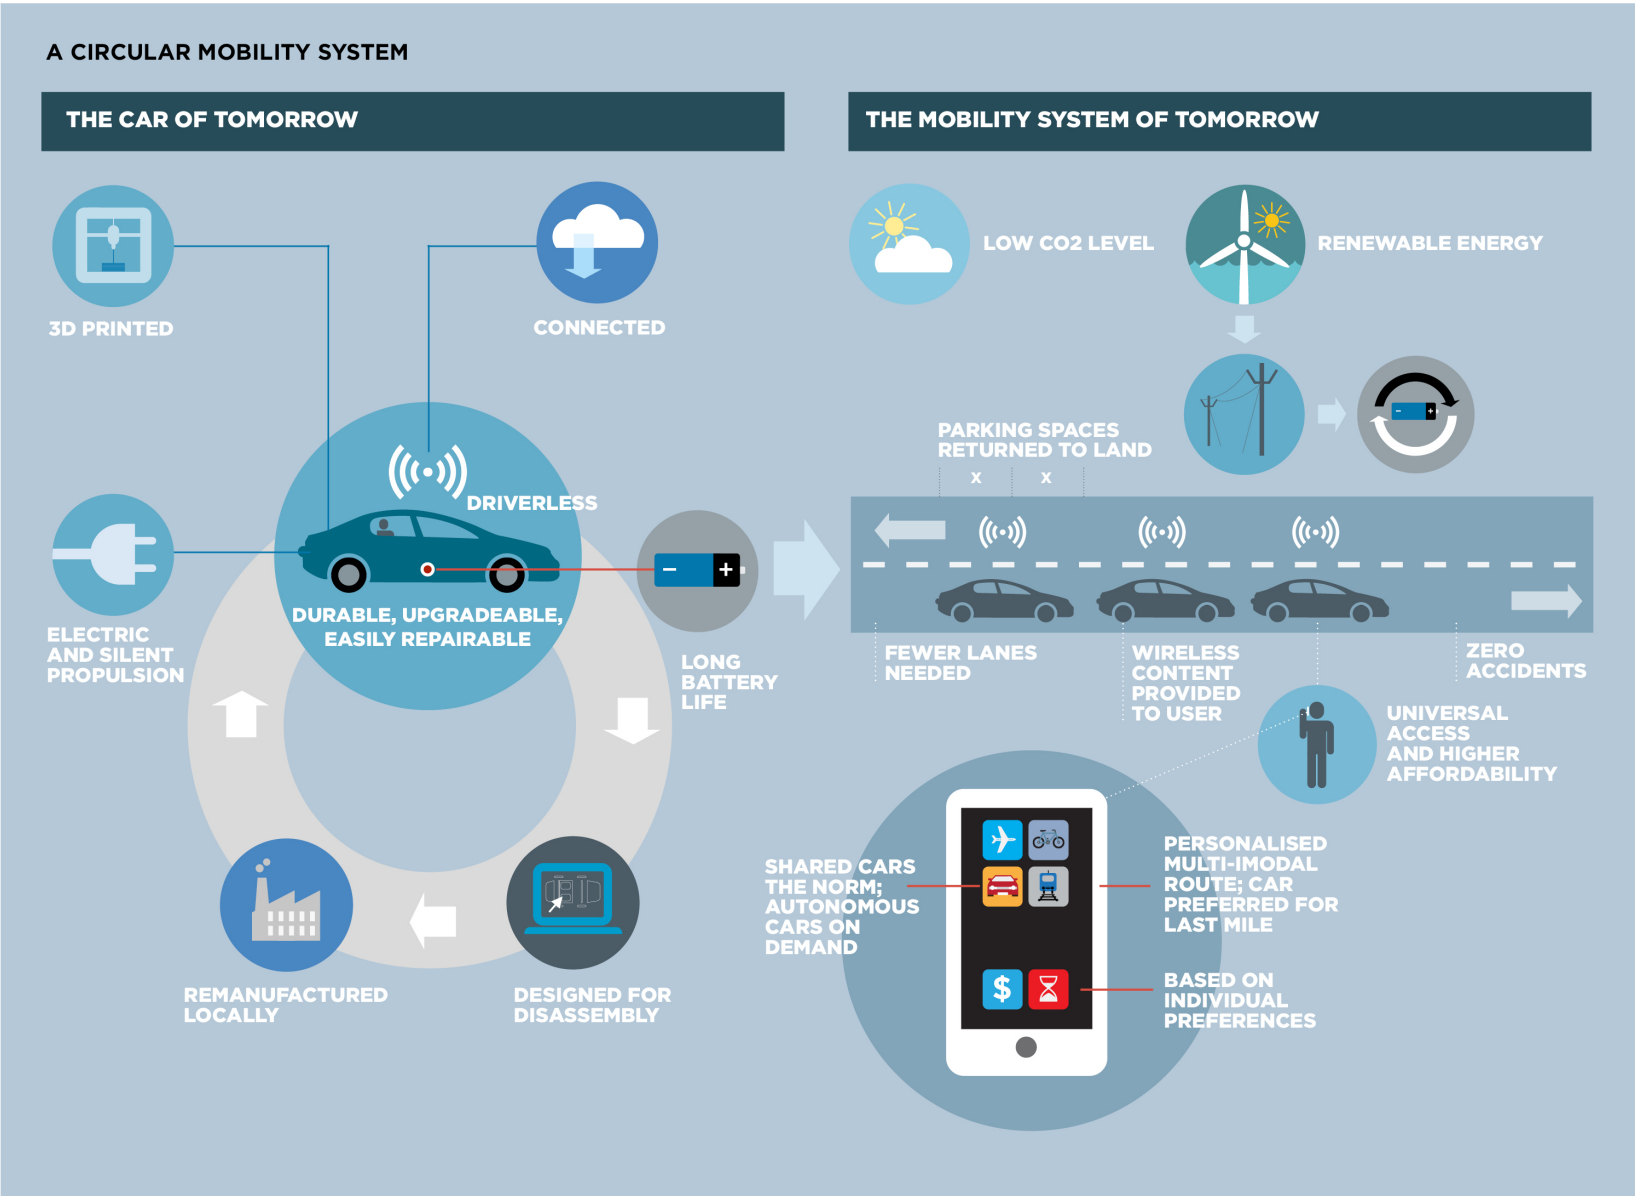 A CIRCULAR MOBILITY SYSTEM
THE CAR OF TOMORROW
3D PRINTED
CONNECTED
DRIVERLESS
DURABLE, UPGRADEABLE,
EASILY REPAIRABLE
ELECTRIC
AND SILENT
PROPULSION
LONG
BATTERY
LIFE
REMANUFACTURED
LOCALLY
DESIGNED FOR
DISASSEMBLY
THE MOBILITY SYSTEM OF TOMORROW
LOW CO2 LEVEL
RENEWABLE ENERGY
PARKING SPACES
RETURNED TO LAND
X X
FEWER LANES
NEEDED
WIRELESS
CONTENT
PROVIDED
TO USER
ZERO
ACCIDENTS
UNIVERSAL
ACCESS
AND HIGHER
AFFORDABILITY
SHARED CARS
THE NORM;
AUTONOMOUS
CARS ON
DEMAND
$
PERSONALISED
MULTI-IMODAL
ROUTE; CAR
PREFERRED FOR
LAST MILE
BASED ON
INDIVIDUAL
PREFERENCES